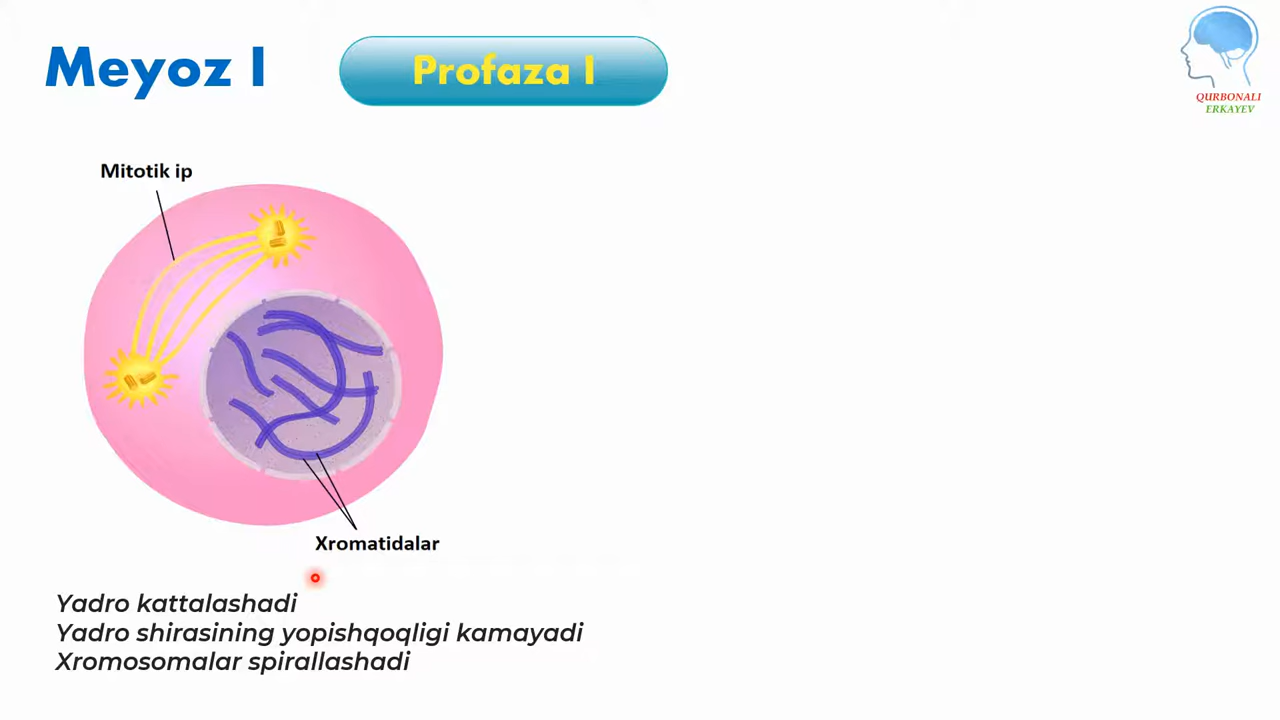 Meyoz I
Profaza I
QURBONALI
ERKAYEV
Mitotik ip
Xromatidalar
Yadro kattalashadi
Yadro shirasining yopishqoqligi kamayadi
Xromosomalar spirallashadi